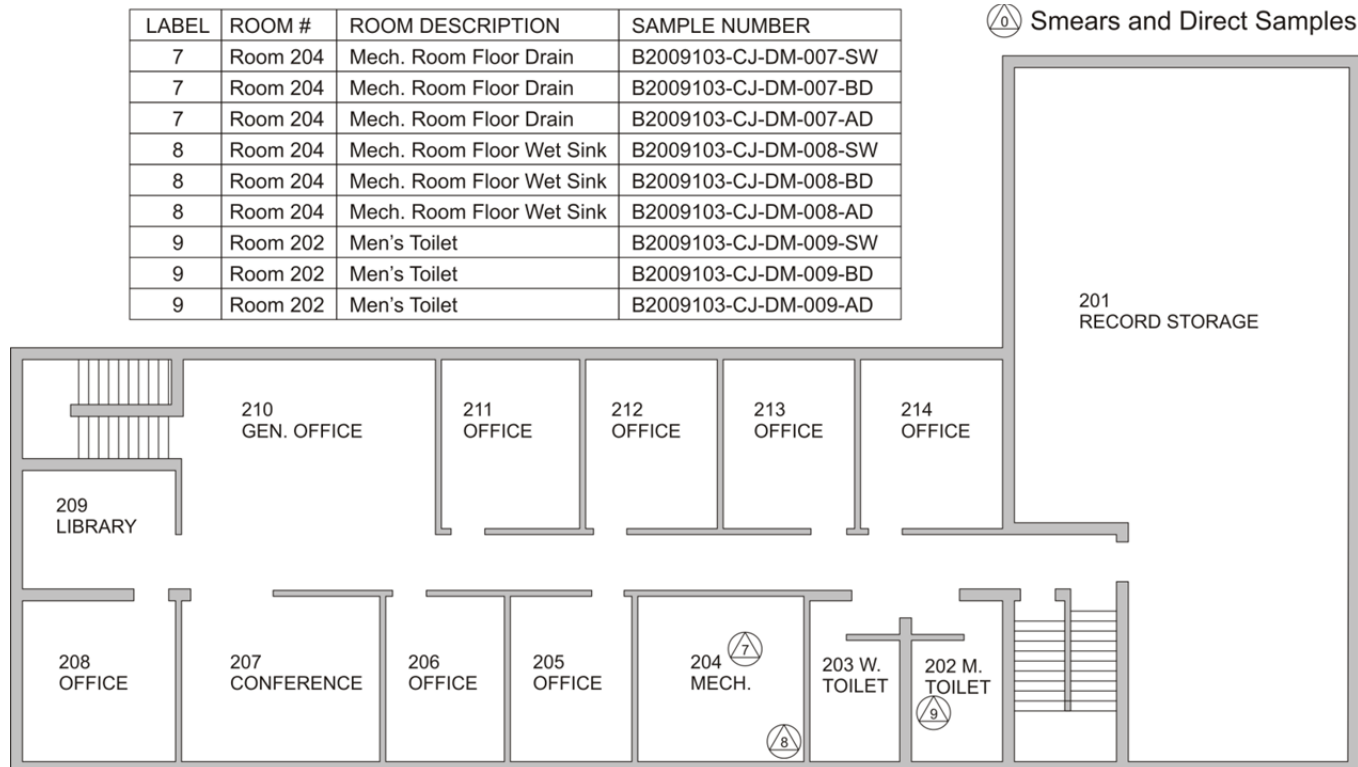 LABEL ROOM # ROOM DESCRIPTION SAMPLE NUMBER
7 Room 204 Mech. Room Floor Drain B2009103-CJ-DM-007-SW
7 Room 204 Mech. Room Floor Drain B2009103-CJ-DM-007-BD
7 Room 204 Mech. Room Floor Drain B2009103-CJ-DM-007-AD
8 Room 204 Mech. Room Floor Wet Sink B2009103-CJ-DM-008-SW
8 Room 204 Mech. Room Floor Wet Sink B2009103-CJ-DM-008-BD
8 Room 204 Mech. Room Floor Wet Sink B2009103-CJ-DM-008-AD
9 Room 202 Men's Toilet B2009103-CJ-DM-009-SW
9 Room 202 Men's Toilet B2009103-CJ-DM-009-BD
9 Room 202 Men's Toilet B2009103-CJ-DM-009-AD
0 Smears and Direct Samples
201
RECORD STORAGE
210
GEN. OFFICE
211
OFFICE
212
OFFICE
213
OFFICE
214
OFFICE
209
LIBRARY
208
OFFICE
207
CONFERENCE
206
OFFICE
205
OFFICE
204
MECH.
7
8
203 W.
TOILET
202 M.
TOILET
9